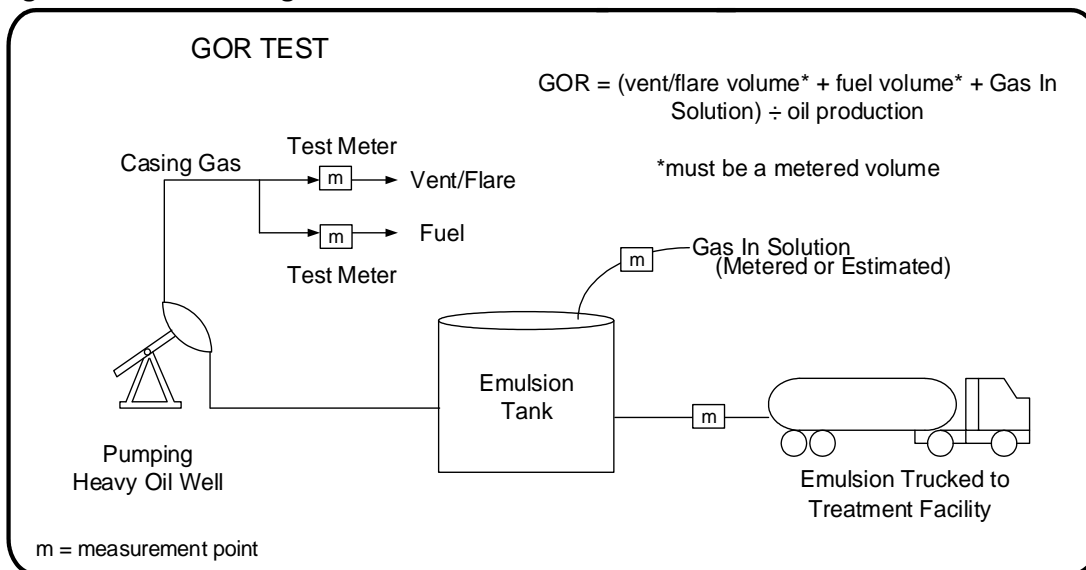 GOR TEST
GOR = (vent/flare volume* + fuel volume* + Gas In
Solution) ÷ oil production
*must be a metered volume
Test Meter
Casing Gas
m
Vent/Flare
m
Fuel
Test Meter
m
Gas In Solution
(Metered or Estimated)
Emulsion
Tank
m
Pumping
Heavy Oil Well
Emulsion Trucked to
Treatment Facility
m = measurement point